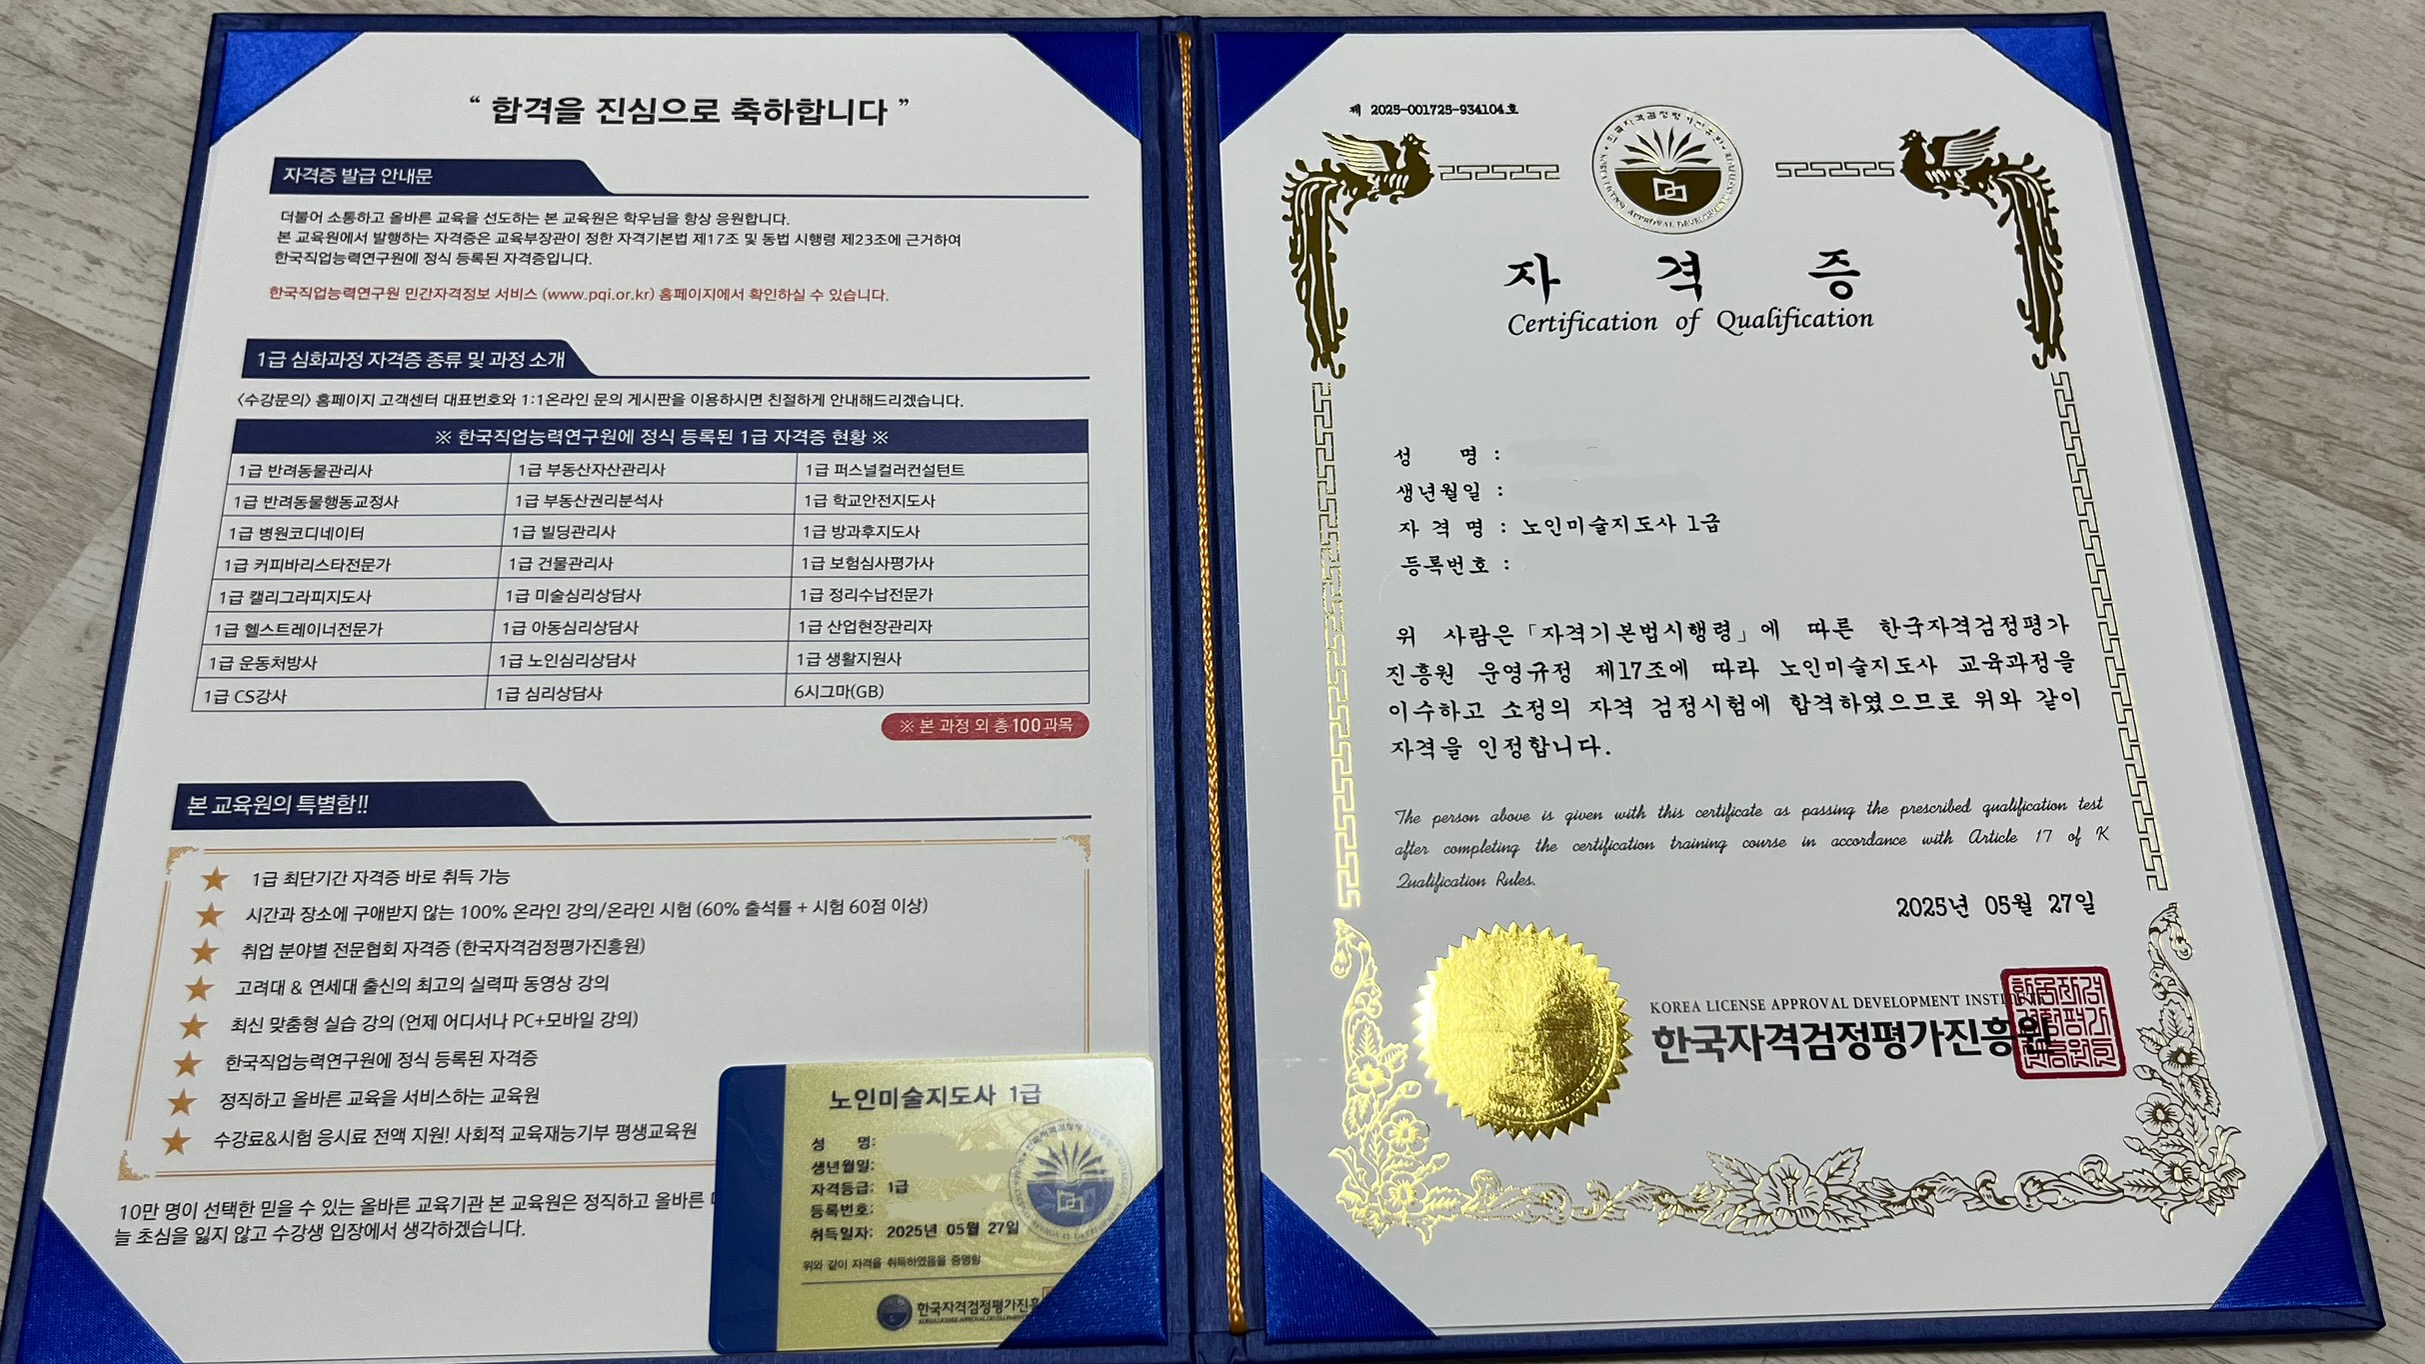 “ 합격을 진심으로 축하합니다 ”
자격증 발급 안내문
더불어 소통하고 올바른 교육을 선도하는 본 교육원은 학우님을 항상 응원합니다.
본 교육원에서 발행하는 자격증은 교육부장관이 정한 자격기본법 제17조 및 동법 시행령 제23조에 근거하여
한국직업능력연구원에 정식 등록된 자격증입니다.
한국직업능력연구원 민간자격정보 서비스 (www.pqi.or.kr) 홈페이지에서 확인하실 수 있습니다.
1급 심화과정 자격증 종류 및 과정 소개
<수강문의> 홈페이지 고객센터 대표번호와 1:1온라인 문의 게시판을 이용하시면 친절하게 안내해드리겠습니다.
※ 한국직업능력연구원에 정식 등록된 1급 자격증 현황 ※
1급 반려동물관리사 1급 부동산자산관리사 1급 퍼스널컬러컨설턴트
1급 반려동물행동교정사 1급 부동산권리분석사 1급 학교안전지도사
1급 병원코디네이터 1급 빌딩관리사 1급 방과후지도사
1급 커피바리스타전문가 1급 건물관리사 1급 보험심사평가사
1급 캘리그라피지도사 1급 미술심리상담사 1급 정리수납전문가
1급 헬스트레이너전문가 1급 아동심리상담사 1급 산업현장관리자
1급 운동처방사 1급 노인심리상담사 1급 생활지원사
1급 CS강사 1급 심리상담사 6시그마(GB)
※ 본 과정 외 총100과목
본 교육원의 특별함!!
1급 최단기간 자격증 바로 취득 가능
시간과 장소에 구애받지 않는 100% 온라인 강의/온라인 시험 (60% 출석률 + 시험 60점 이상)
취업 분야별 전문협회 자격증 (한국자격검정평가진흥원)
고려대 & 연세대 출신의 최고의 실력파 동영상 강의
최신 맞춤형 실습 강의 (언제 어디서나 PC+모바일 강의)
한국직업능력연구원에 정식 등록된 자격증
정직하고 올바른 교육을 서비스하는 교육원
수강료&시험 응시료 전액 지원! 사회적 교육재능기부 평생교육원
10만 명이 선택한 믿을 수 있는 올바른 교육기관 본 교육원은 정직하고 올바른
늘 초심을 잃지 않고 수강생 입장에서 생각하겠습니다.
노인미술지도사 1급
성 명:
생년월일:
자격등급: 1급
등록번호:
취득일자: 2025년 05월 27일
위와 같이 자격을 취득하였음을 증명함
한국자격검정평가진흥
제 2025-001725-934104호
자격증
Certification of Qualification
성 명 :
생년월일 :
자 격 명 : 노인미술지도사 1급
등록번호 :
위 사람은「자격기본법시행령」에 따른 한국자격검정평가
진흥원 운영규정 제17조에 따라 노인미술지도사 교육과정을
이수하고 소정의 자격 검정시험에 합격하였으므로 위와 같이
자격을 인정합니다.
The person above is given with this certificate as passing the prescribed qualification test
after completing the certification training course in accordance with Article 17 of K
Qualification Rules.
2025년 05월 27일
KOREA LICENSE APPROVAL DEVELOPMENT
한국자격검정평가진흥원